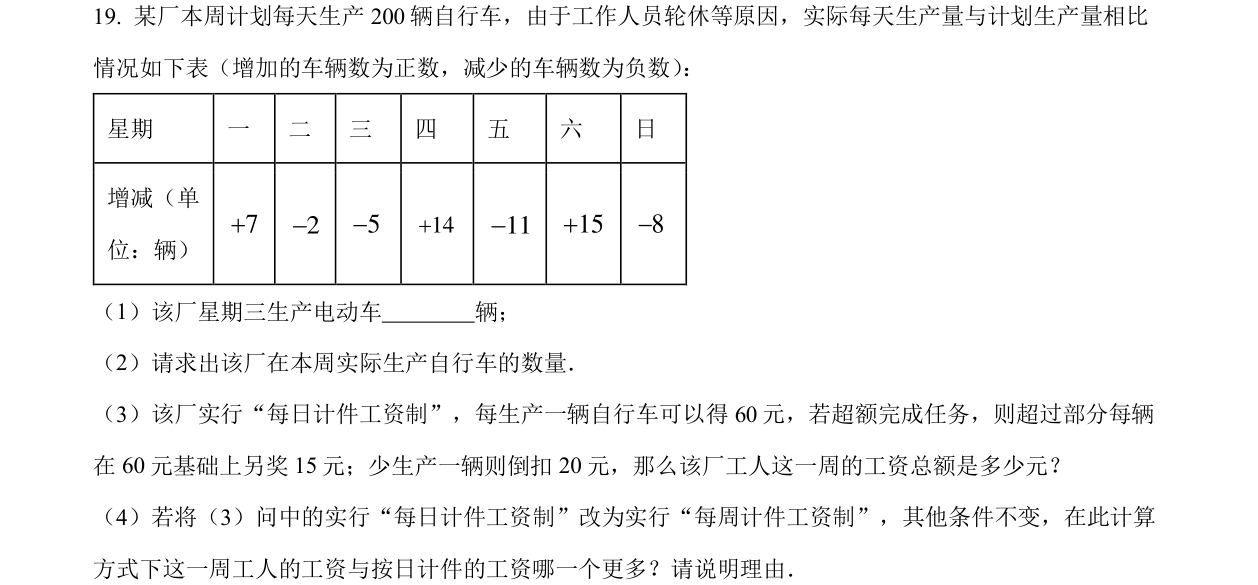 19. 某厂本周计划每天生产 200 辆自行车，由于工作人员轮休等原因，实际每天生产量与计划生产量相比
情况如下表（增加的车辆数为正数，减少的车辆数为负数）：
星期 一 二 三 四 五 六 日
增减（单
位：辆） +7 −2 −5 +14 −11 +15 −8
（1）该厂星期三生产电动车________辆；
（2）请求出该厂在本周实际生产自行车的数量．
（3）该厂实行“每日计件工资制”，每生产一辆自行车可以得 60 元，若超额完成任务，则超过部分每辆
在 60 元基础上另奖 15 元；少生产一辆则倒扣 20 元，那么该厂工人这一周的工资总额是多少元？
（4）若将（3）问中的实行“每日计件工资制”改为实行“每周计件工资制”，其他条件不变，在此计算
方式下这一周工人的工资与按日计件的工资哪一个更多？请说明理由．